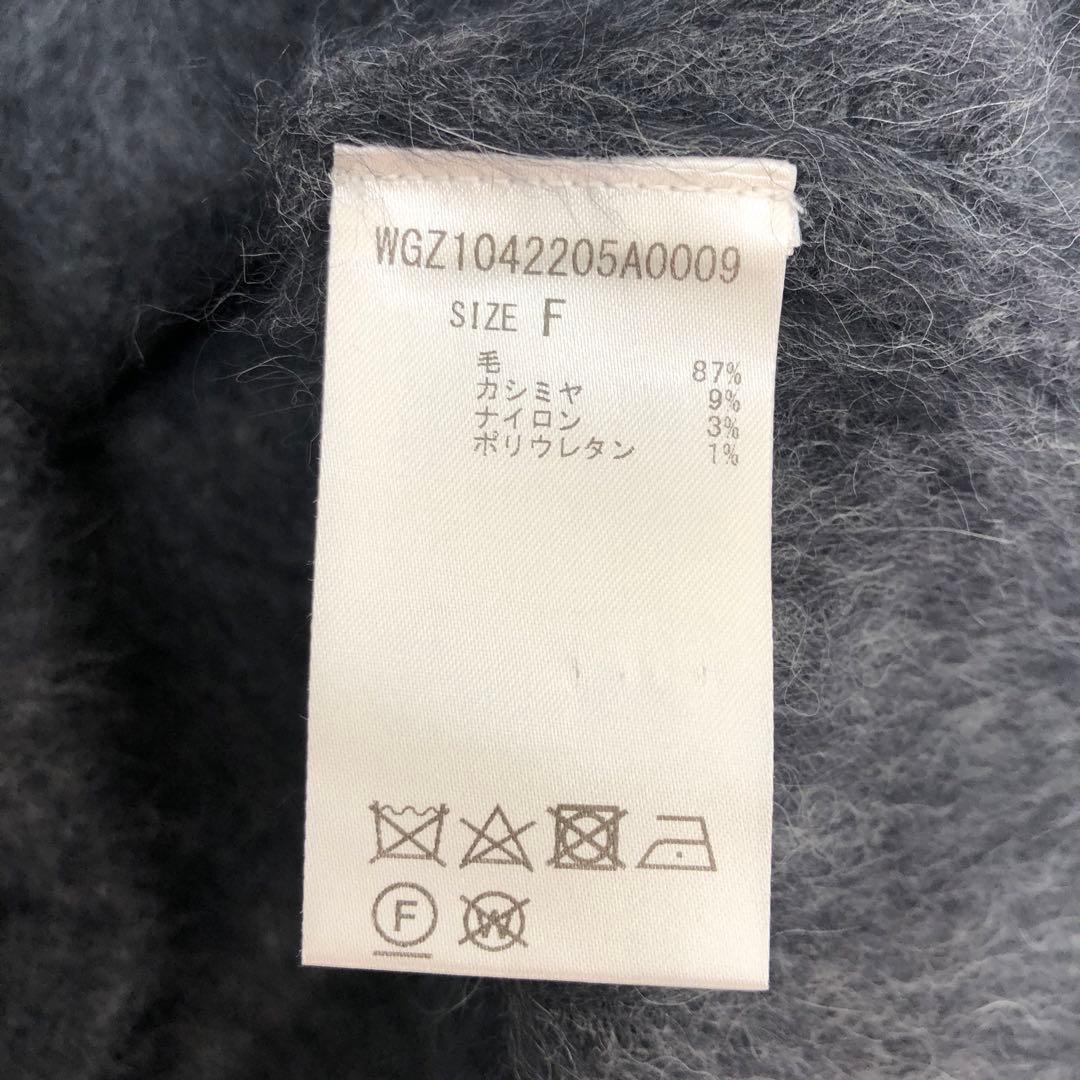 WGZ1042205A0009
SIZE F
毛 87%
カシミヤ 9%
ナイロン 3%
ポリウレタン 1%
F W